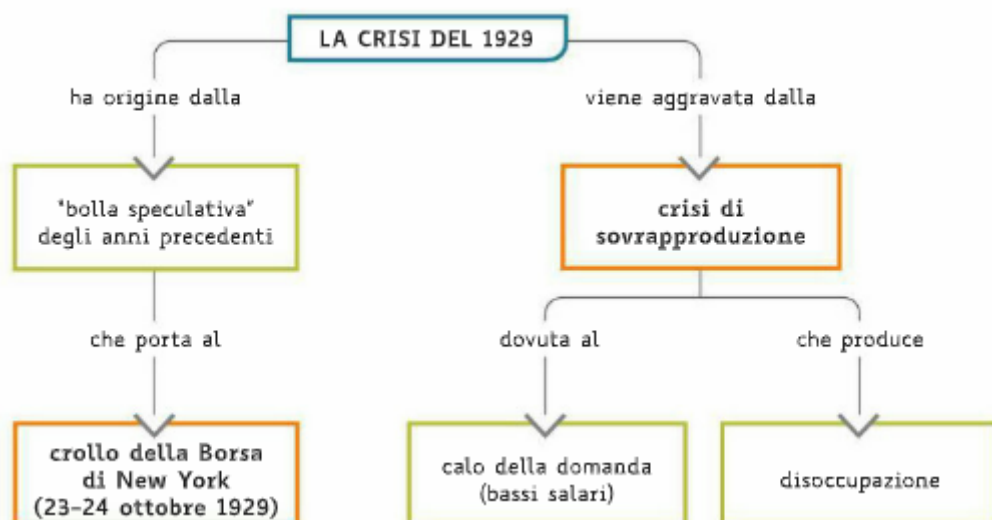 LA CRISI DEL 1929
ha origine dalla
viene aggravata dalla
"bolla speculativa"
degli anni precedenti
crisi di
sovrapproduzione
che porta al
dovuta al
che produce
crollo della Borsa
di New York
(23-24 ottobre 1929)
calo della domanda
(bassi salari)
disoccupazione